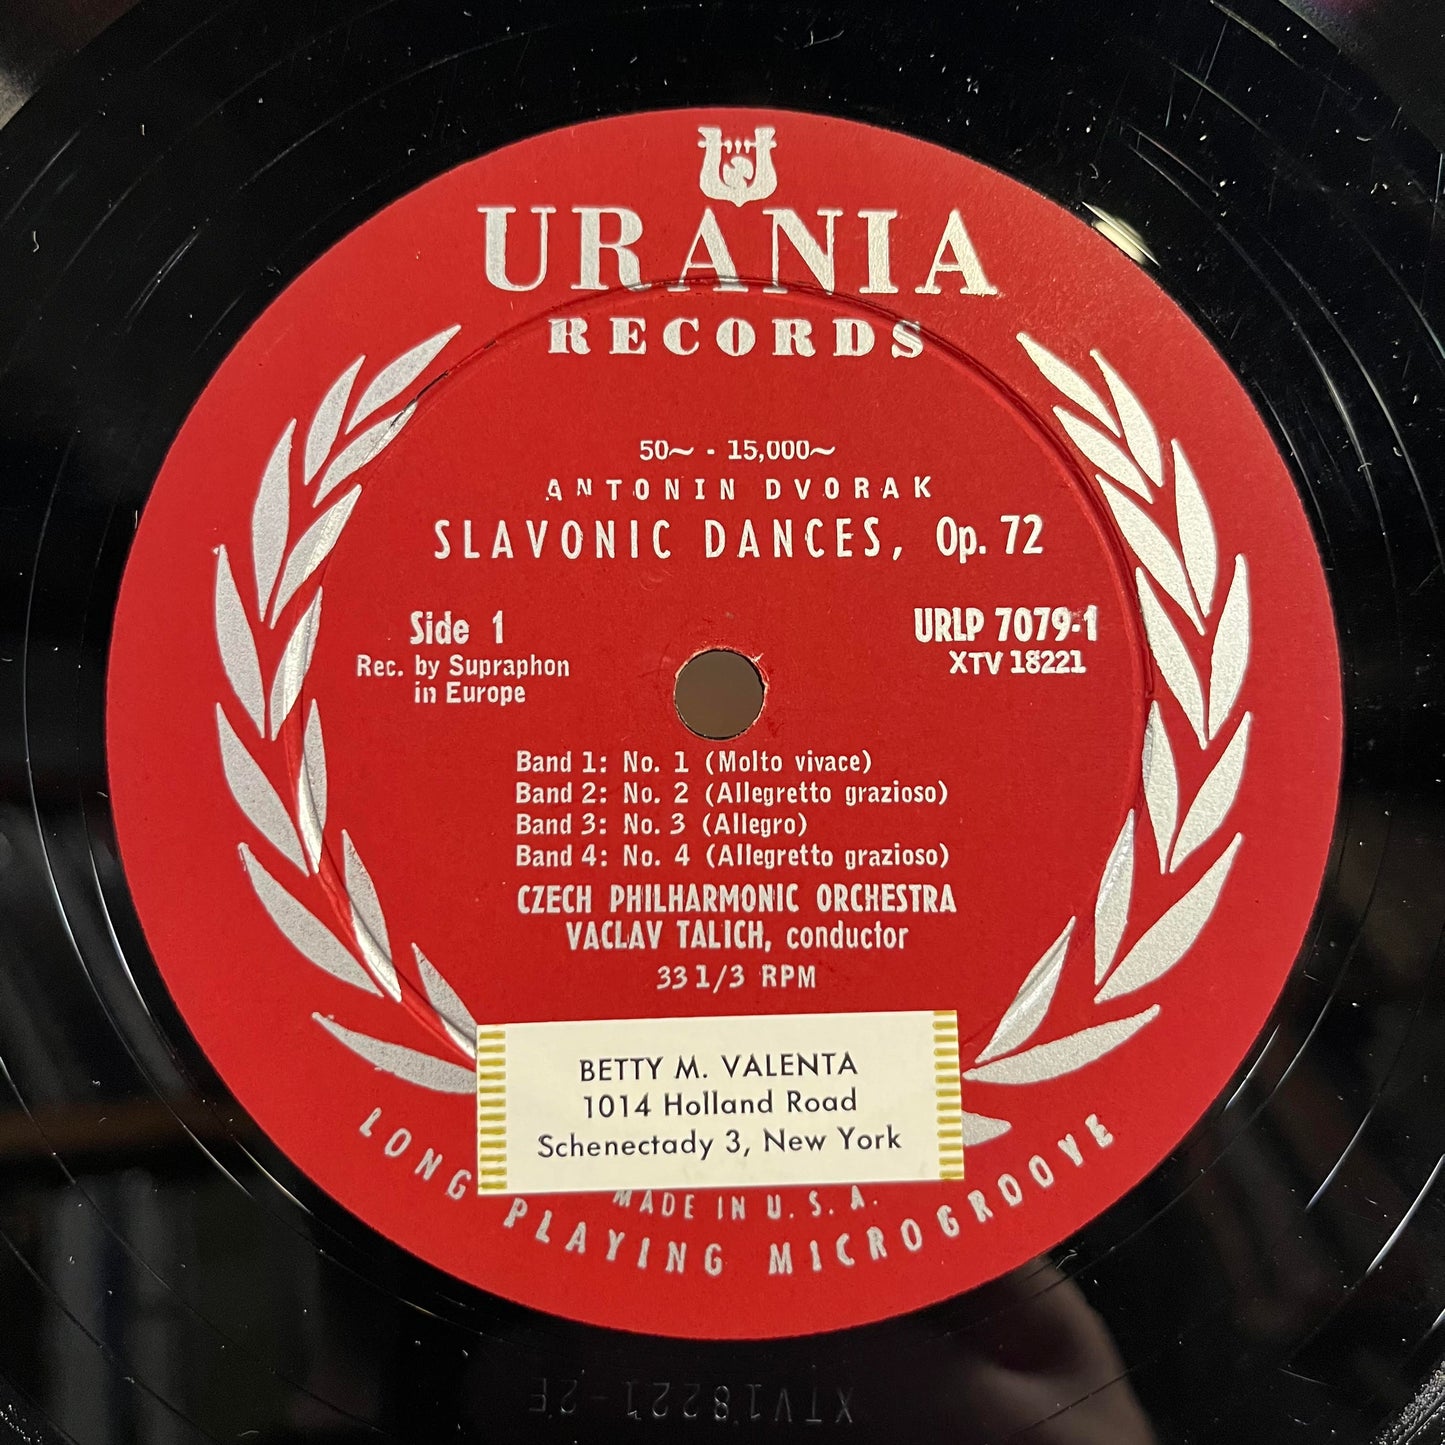 URANIA
RECORDS
50~ - 15,000~
ANTONIN DVORAK
SLAVONIC DANCES, Op. 72
Side 1
Rec. by Supraphon
in Europe
URLP 7079-1
XTV 18221
Band 1: No. 1 (Molto vivace)
Band 2: No. 2 (Allegretto grazioso)
Band 3: No. 3 (Allegro)
Band 4: No. 4 (Allegretto grazioso)
CZECH PHILHARMONIC ORCHESTRA
VACLAV TALICH, conductor
33 1/3 RPM
BETTY M. VALENTA
1014 Holland Road
Schenectady 3, New York
MADE IN U.S.A.
LONG PLAYING MICROGROOVE
XTV18221-2E